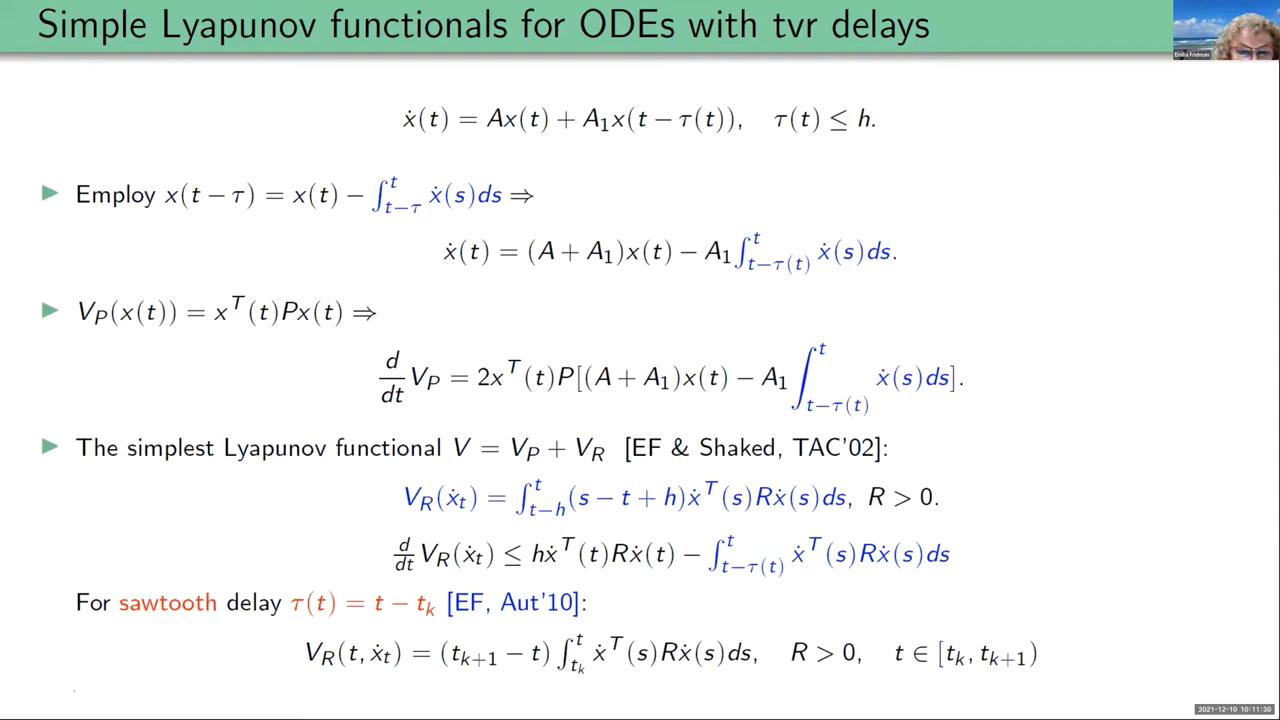 Simple Lyapunov functionals for ODEs with tvr delays
Emilia Fridman
ẋ(t) = Ax(t) + A₁x(t − τ(t)), τ(t) ≤ h.
Employ x(t − τ) = x(t) − ∫_{t−τ}^{t} ẋ(s)ds ⇒
ẋ(t) = (A + A₁)x(t) − A₁∫_{t−τ(t)}^{t} ẋ(s)ds.
V_P(x(t)) = x^T(t)Px(t) ⇒
d/dt V_P = 2x^T(t)P[(A + A₁)x(t) − A₁ ∫_{t−τ(t)}^{t} ẋ(s)ds].
The simplest Lyapunov functional V = V_P + V_R [EF & Shaked, TAC'02]:
V_R(ẋ_t) = ∫_{t−h}^{t} (s − t + h)ẋ^T(s)Rẋ(s)ds, R > 0.
d/dt V_R(ẋ_t) ≤ hẋ^T(t)Rẋ(t) − ∫_{t−τ(t)}^{t} ẋ^T(s)Rẋ(s)ds
For sawtooth delay τ(t) = t − t_k [EF, Aut'10]:
V_R(t, ẋ_t) = (t_{k+1} − t) ∫_{t_k}^{t} ẋ^T(s)Rẋ(s)ds, R > 0, t ∈ [t_k, t_{k+1})
2021-12-10 10:11:30